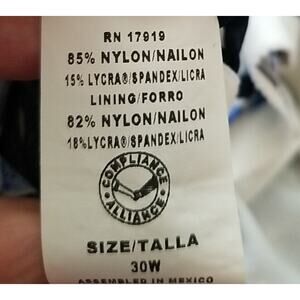 RN 17919
85% NYLON/NAILON
15% LYCRA®/SPANDEX/LICRA
LINING/FORRO
82% NYLON/NAILON
18% LYCRA®/SPANDEX/LICRA
COMPLIANCE
ALLIANCE
SIZE/TALLA
30W
ASSEMBLED IN MEXICO